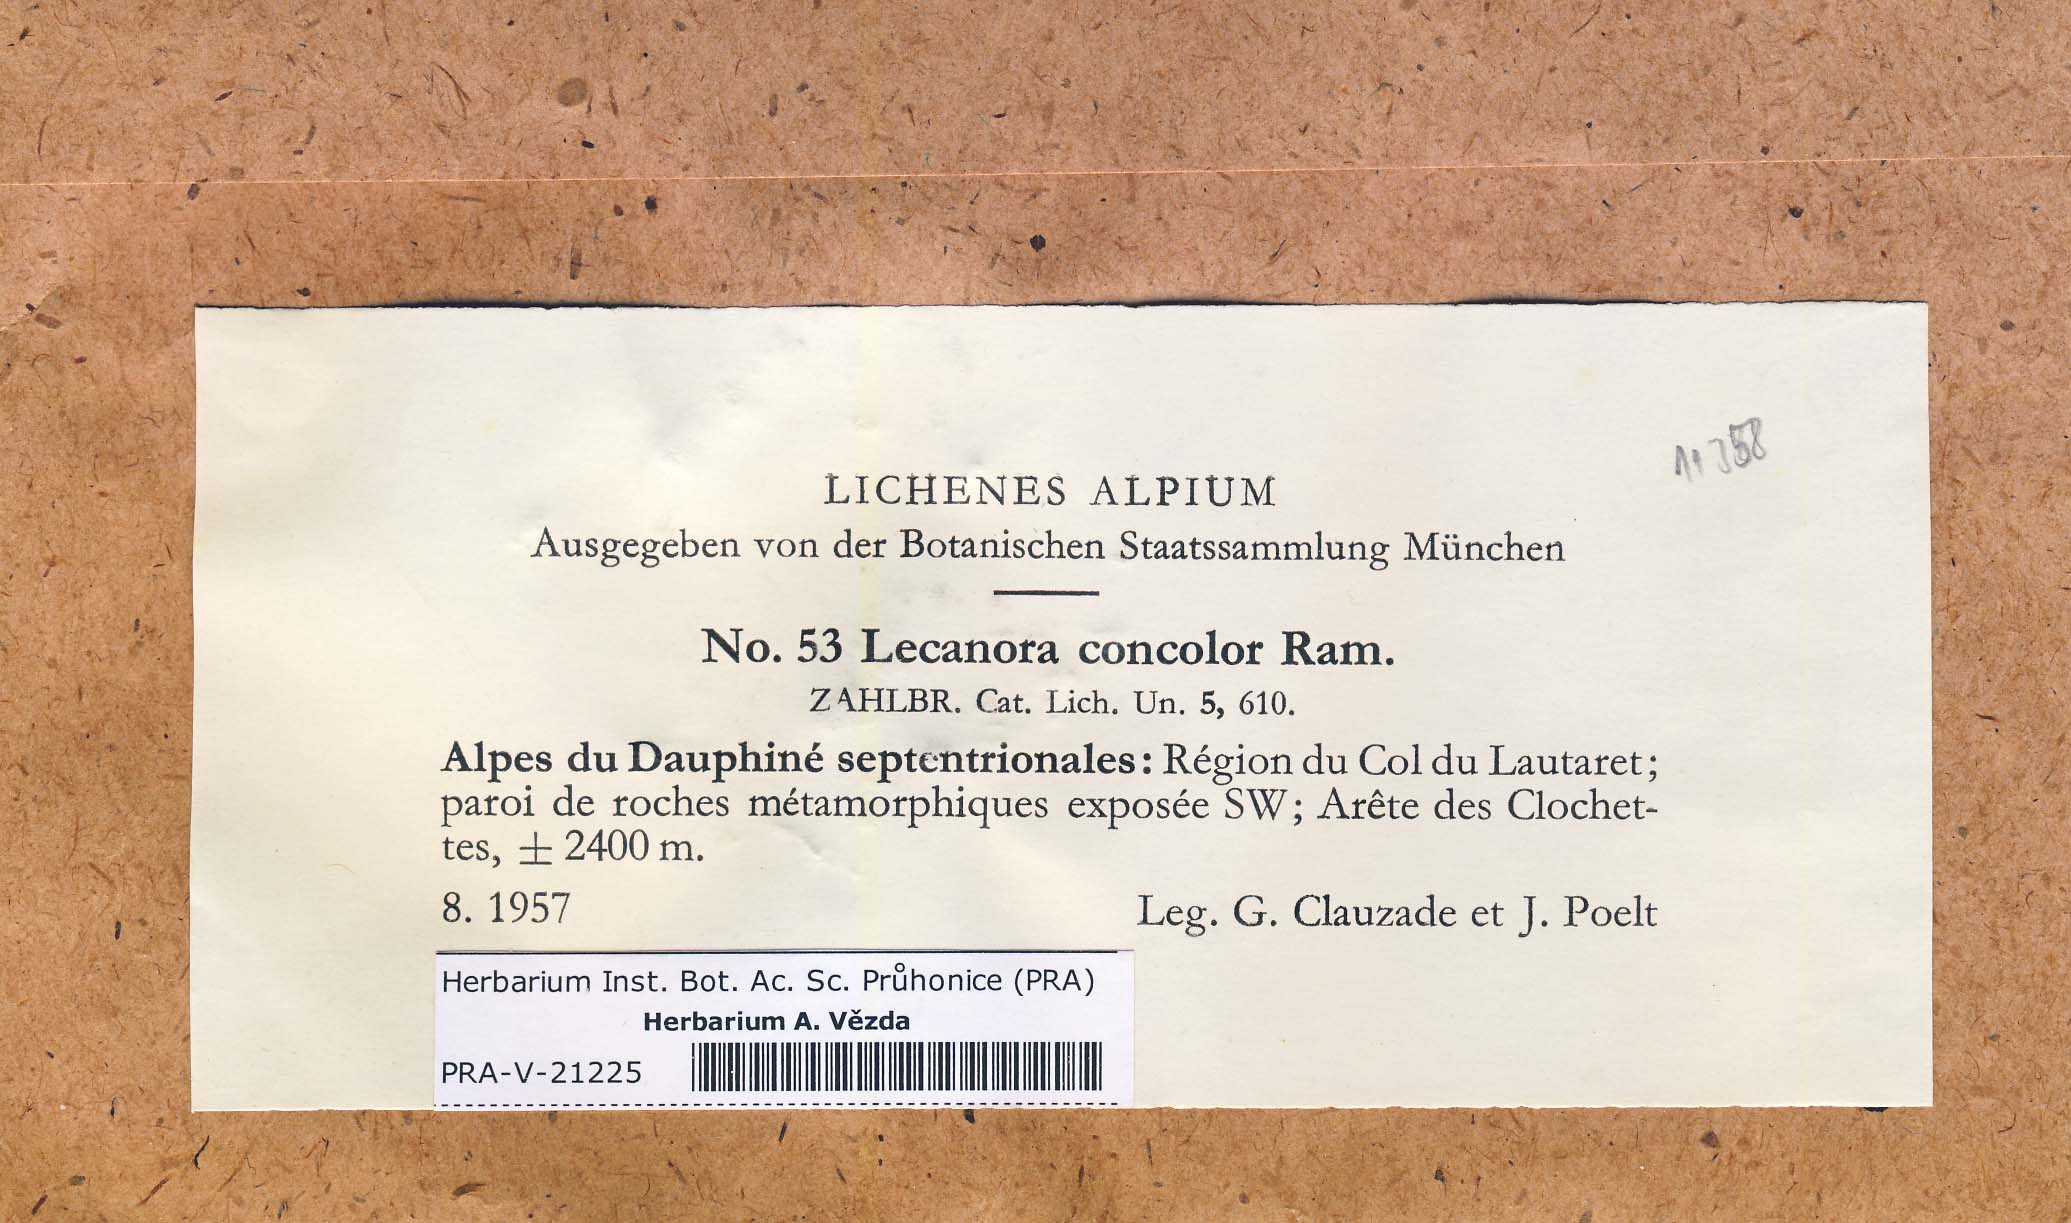 LICHENES ALPIUM
Ausgegeben von der Botanischen Staatssammlung München
No. 53 Lecanora concolor Ram.
ZAHLBR. Cat. Lich. Un. 5, 610.
Alpes du Dauphiné septentrionales: Région du Col du Lautaret;
paroi de roches métamorphiques exposée SW; Arête des Clochet-
tes, ± 2400 m.
8. 1957 Leg. G. Clauzade et J. Poelt
Herbarium Inst. Bot. Ac. Sc. Průhonice (PRA)
Herbarium A. Vězda
PRA-V-21225